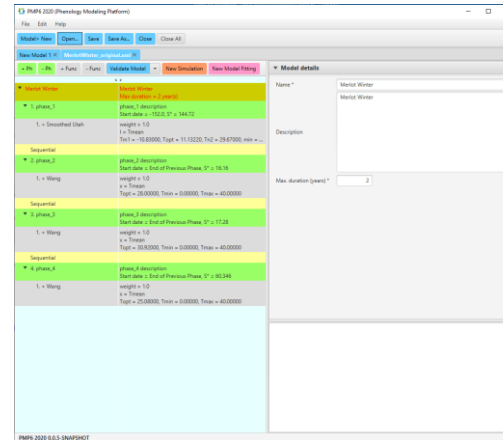 PMP6 2020 (Phenology Modeling Platform)
File Edit Help
Model> New Open... Save Save As... Close Close All
New Model 1 × MerlotWinter_original.xml ×
+ Ph - Ph + Func - Func Validate Model New Simulation New Model Fitting
Merlot Winter Merlot Winter
Max duration = 2 year(s)
1. phase_1 phase_1 description
Start date = -152.0, S* = 144.72
1. + Smoothed Utah weight = 1.0
I = Tmean
Tm1 = -10.83000, Topt = 11.13220, Tn2 = 29.67000, min = ...
Sequential
2. phase_2 phase_2 description
Start date = End of Previous Phase, S* = 16.16
1. + Wang weight = 1.0
x = Tmean
Topt = 28.00000, Tmin = 0.00000, Tmax = 40.00000
Sequential
3. phase_3 phase_3 description
Start date = End of Previous Phase, S* = 17.28
1. + Wang weight = 1.0
x = Tmean
Topt = 30.92000, Tmin = 0.00000, Tmax = 40.00000
Sequential
4. phase_4 phase_4 description
Start date = End of Previous Phase, S* = 60.346
1. + Wang weight = 1.0
x = Tmean
Topt = 25.08000, Tmin = 0.00000, Tmax = 40.00000
Model details
Name * Merlot Winter
Description Merlot Winter
Max. duration (years) * 2
PMP6 2020 0.0.5-SNAPSHOT